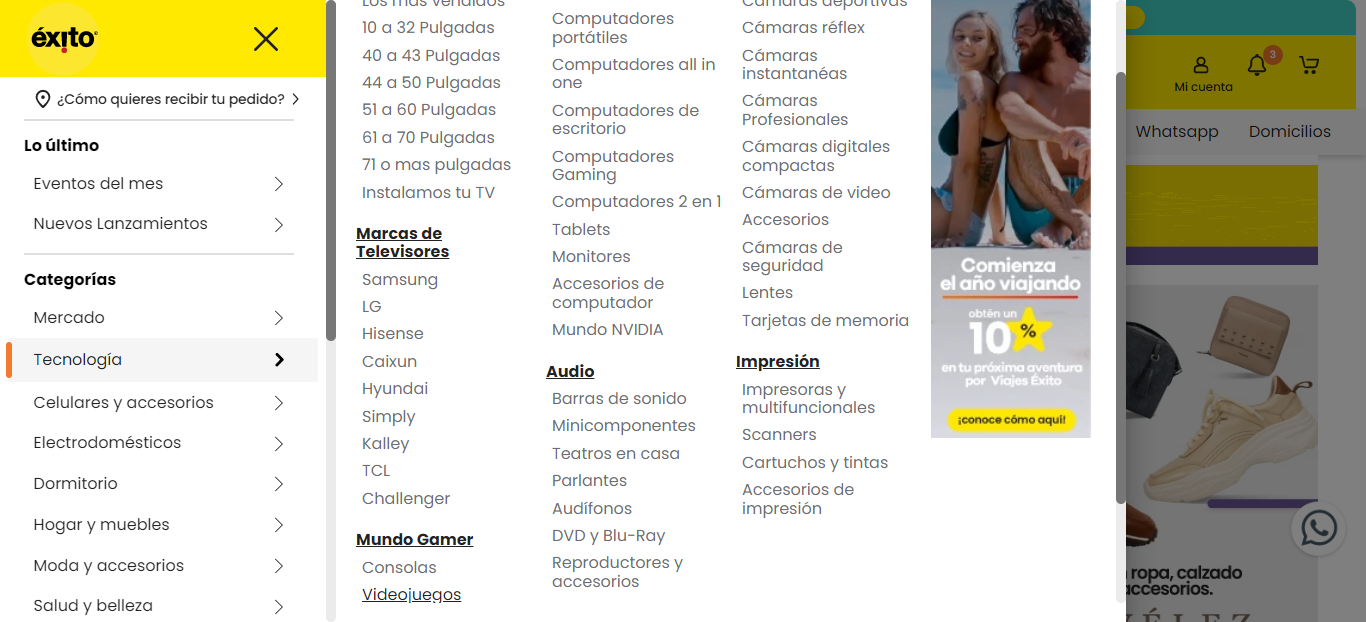 éxito
¿Cómo quieres recibir tu pedido?
Lo último
Eventos del mes
Nuevos Lanzamientos
Categorías
Mercado
Tecnología
Celulares y accesorios
Electrodomésticos
Dormitorio
Hogar y muebles
Moda y accesorios
Salud y belleza
Los más vendidos
10 a 32 Pulgadas
40 a 43 Pulgadas
44 a 50 Pulgadas
51 a 60 Pulgadas
61 a 70 Pulgadas
71 o mas pulgadas
Instalamos tu TV
Marcas de
Televisores
Samsung
LG
Hisense
Caixun
Hyundai
Simply
Kalley
TCL
Challenger
Mundo Gamer
Consolas
Videojuegos
Computadores
portátiles
Computadores all in
one
Computadores de
escritorio
Computadores
Gaming
Computadores 2 en 1
Tablets
Monitores
Accesorios de
computador
Mundo NVIDIA
Audio
Barras de sonido
Minicomponentes
Teatros en casa
Parlantes
Audífonos
DVD y Blu-Ray
Reproductores y
accesorios
Cámaras deportivas
Cámaras réflex
Cámaras
instantanéas
Cámaras
Profesionales
Cámaras digitales
compactas
Cámaras de video
Accesorios
Cámaras de
seguridad
Lentes
Tarjetas de memoria
Impresión
Impresoras y
multifuncionales
Scanners
Cartuchos y tintas
Accesorios de
impresión
Comienza
el año viajando
obtén un
10%
en tu próxima aventura
por Viajes Éxito
¡conoce cómo aquí!
3
Mi cuenta
Whatsapp
Domicilios
ropa, calzado
accesorios.
VÉLEZ